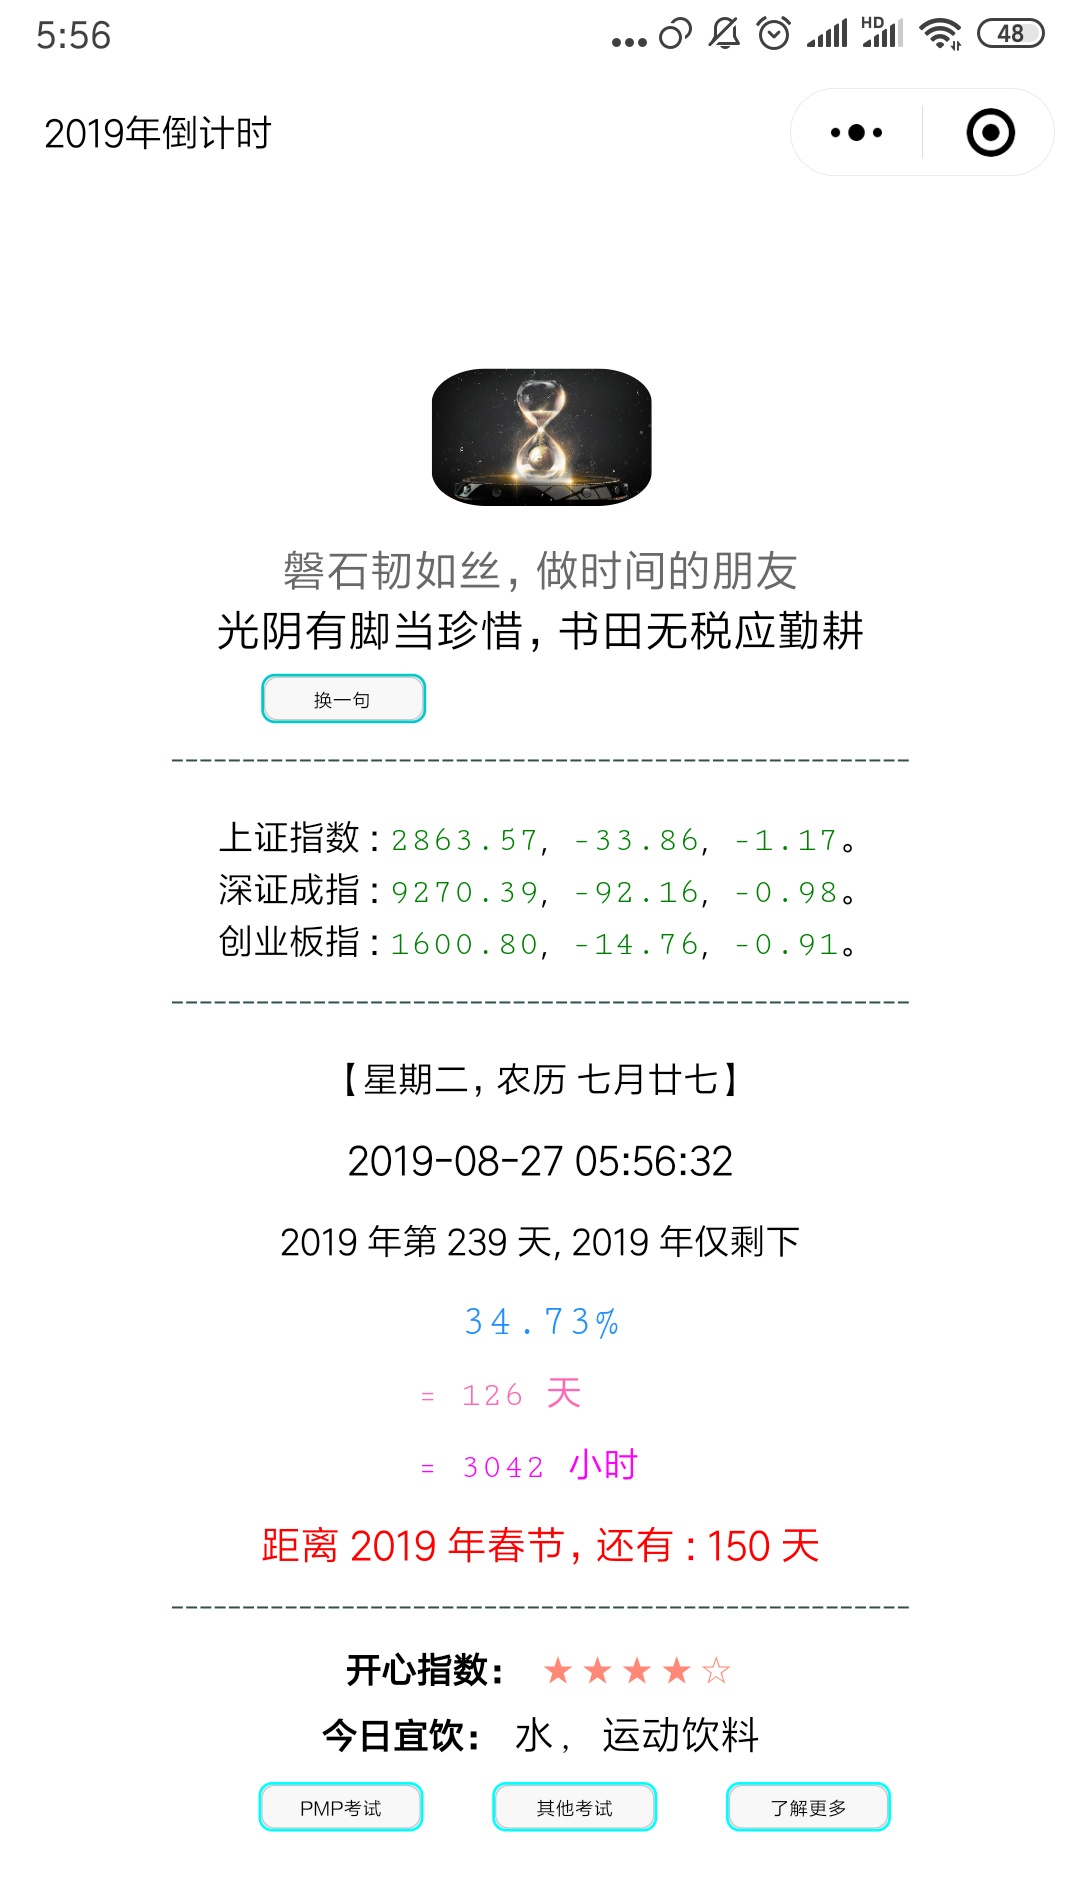 5:56
HD
48
2019年倒计时
磐石韧如丝，做时间的朋友
光阴有脚当珍惜，书田无税应勤耕
换一句
----------------------------------------------------
上证指数：2863.57, -33.86, -1.17。
深证成指：9270.39, -92.16, -0.98。
创业板指：1600.80, -14.76, -0.91。
----------------------------------------------------
【星期二，农历 七月廿七】
2019-08-27 05:56:32
2019 年第 239 天, 2019 年仅剩下
34.73%
= 126 天
= 3042 小时
距离 2019 年春节，还有：150 天
----------------------------------------------------
开心指数： ★★★★☆
今日宜饮： 水， 运动饮料
PMP考试 其他考试 了解更多